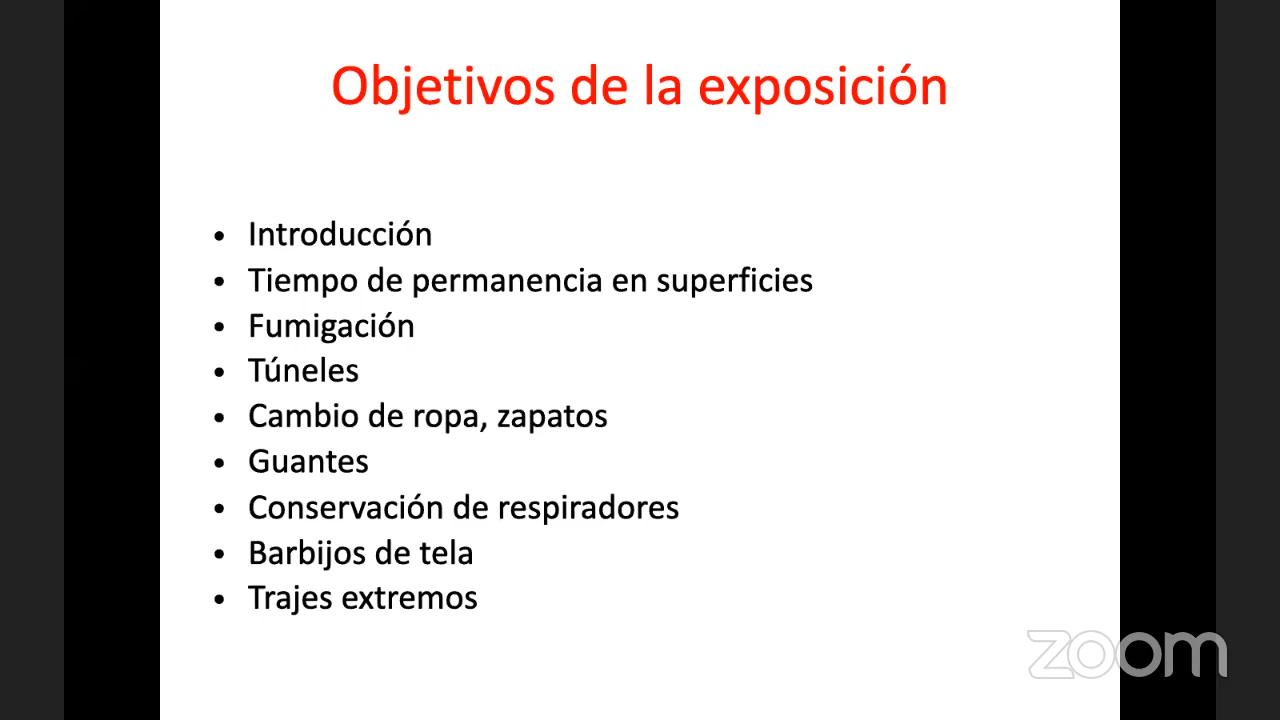 Objetivos de la exposición
• Introducción
• Tiempo de permanencia en superficies
• Fumigación
• Túneles
• Cambio de ropa, zapatos
• Guantes
• Conservación de respiradores
• Barbijos de tela
• Trajes extremos
zoom